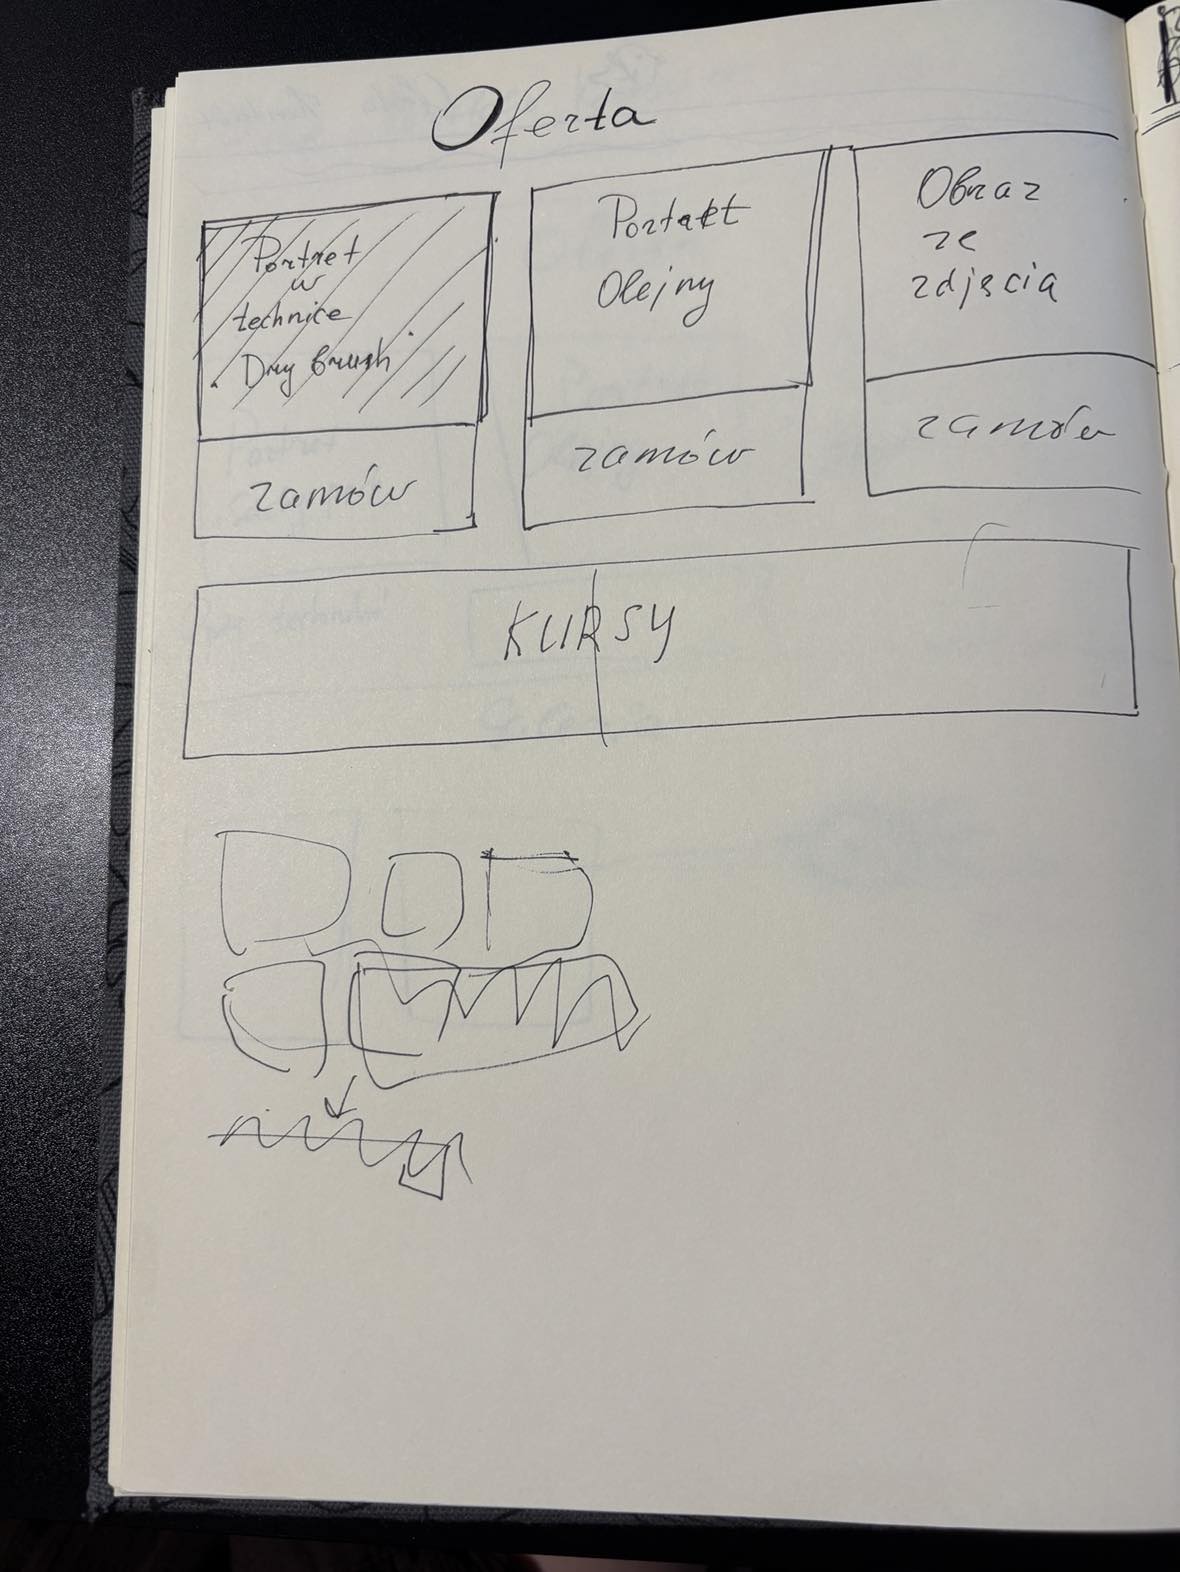 Oferta
Portret
w
technice
Dry brush
zamów
Portakt
Olejny
zamów
Obraz
ze
zdjęcia
zamów
KURSY